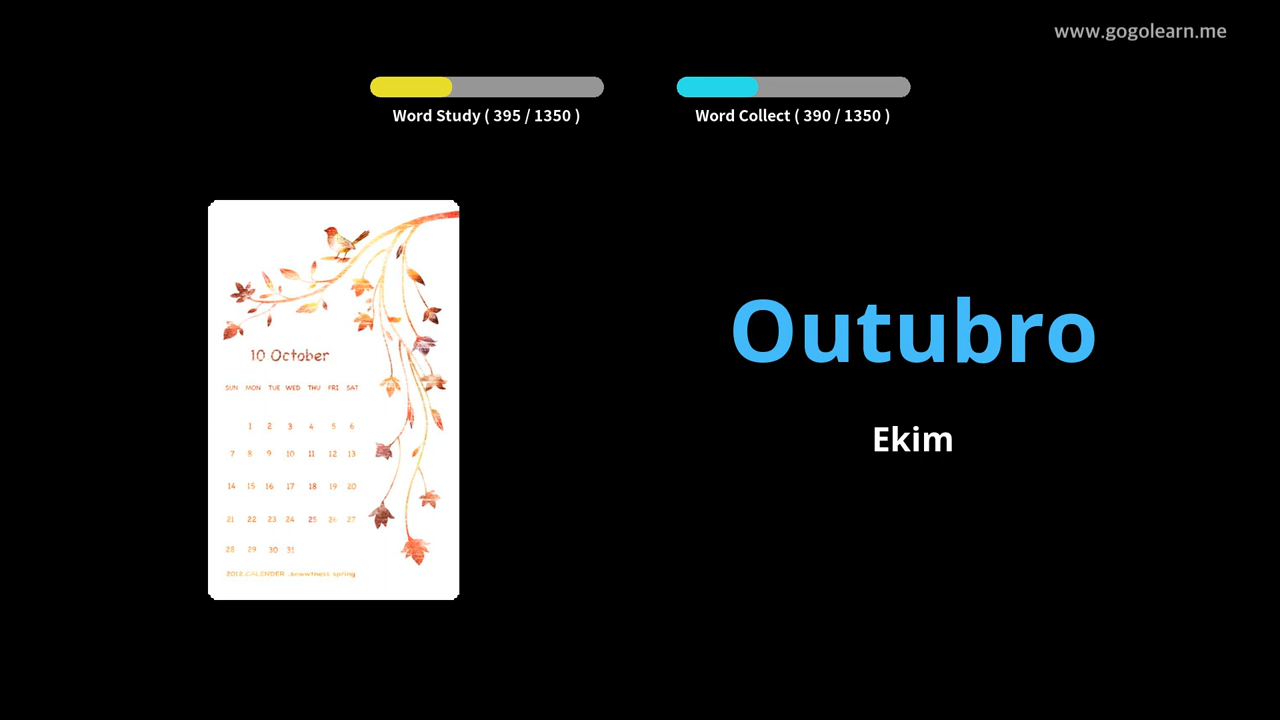 www.gogolearn.me
Word Study ( 395 / 1350 )
Word Collect ( 390 / 1350 )
10 October
SUN MON TUE WED THU FRI SAT
1 2 3 4 5 6
7 8 9 10 11 12 13
14 15 16 17 18 19 20
21 22 23 24 25 26 27
28 29 30 31
2012.CALENDER spring
Outubro
Ekim